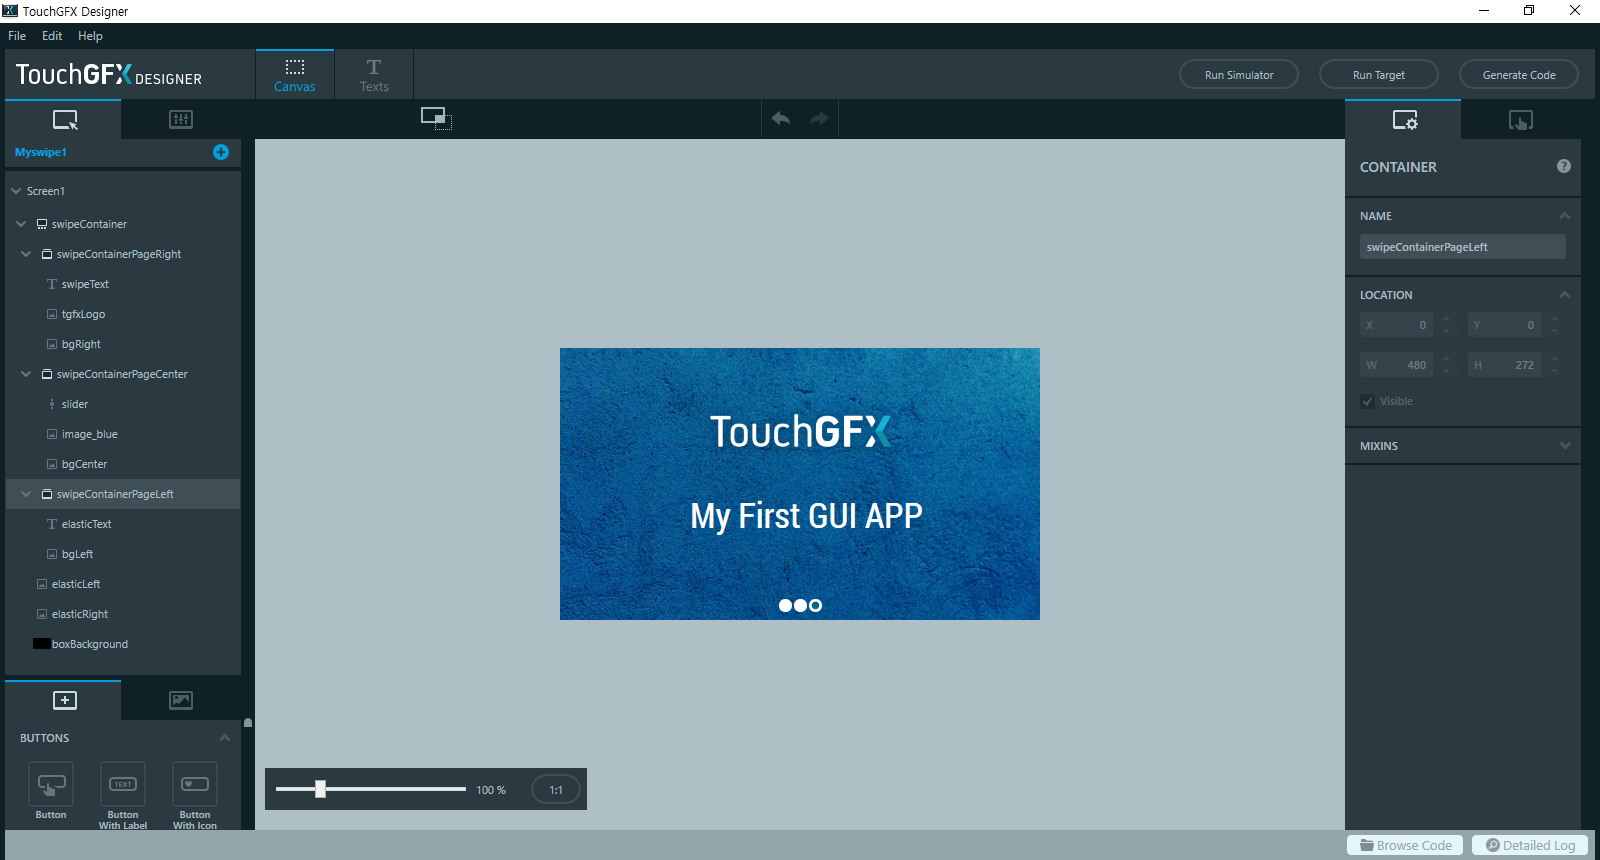 TouchGFX Designer
File Edit Help
TouchGFX DESIGNER
Canvas
Texts
Run Simulator
Run Target
Generate Code
Myswipe1
Screen1
swipeContainer
swipeContainerPageRight
swipeText
tgfxLogo
bgRight
swipeContainerPageCenter
slider
image_blue
bgCenter
swipeContainerPageLeft
elasticText
bgLeft
elasticLeft
elasticRight
boxBackground
BUTTONS
Button
TEXT
Button
With Label
Button
With Icon
TouchGFX
My First GUI APP
100 %
1:1
CONTAINER
?
NAME
swipeContainerPageLeft
LOCATION
X 0 Y 0
W 480 H 272
Visible
MIXINS
Browse Code
Detailed Log